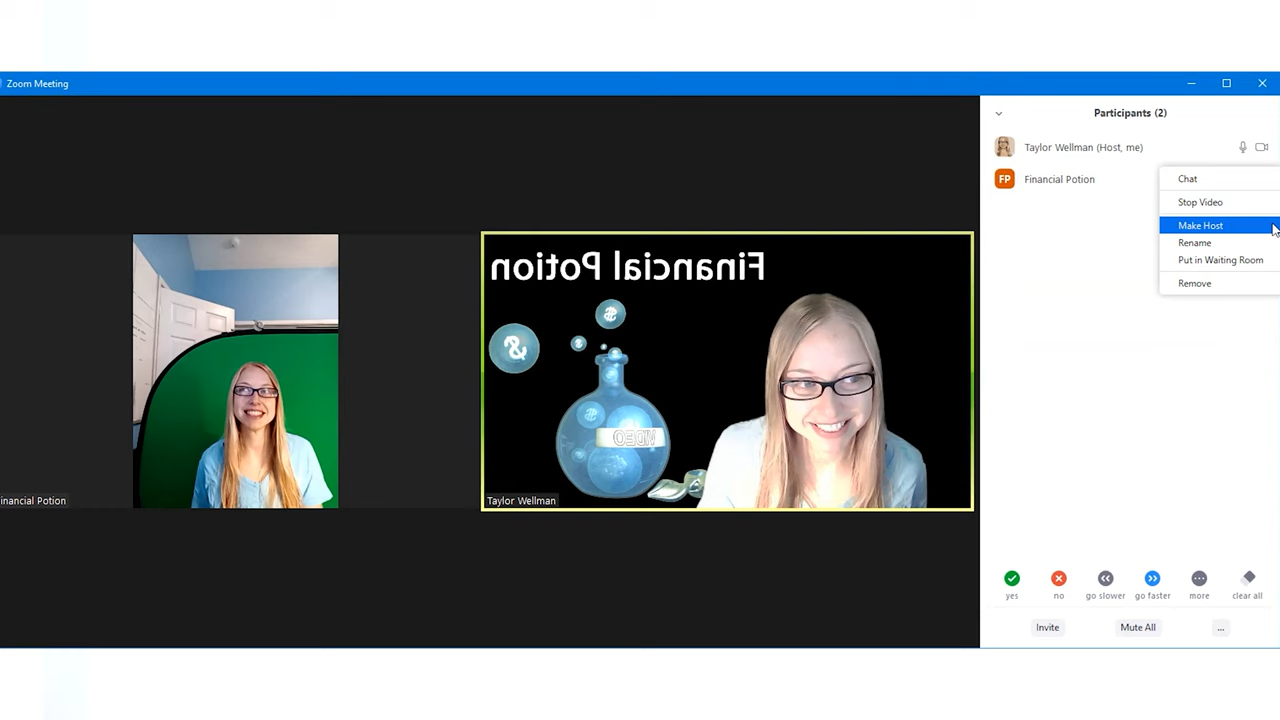 Zoom Meeting
Participants (2)
Taylor Wellman (Host, me)
FP Financial Potion
Chat
Stop Video
Make Host
Rename
Put in Waiting Room
Remove
Financial Potion
$
$
$
$
VIDEO
inancial Potion
Taylor Wellman
yes
no
go slower
go faster
more
clear all
Invite
Mute All
...